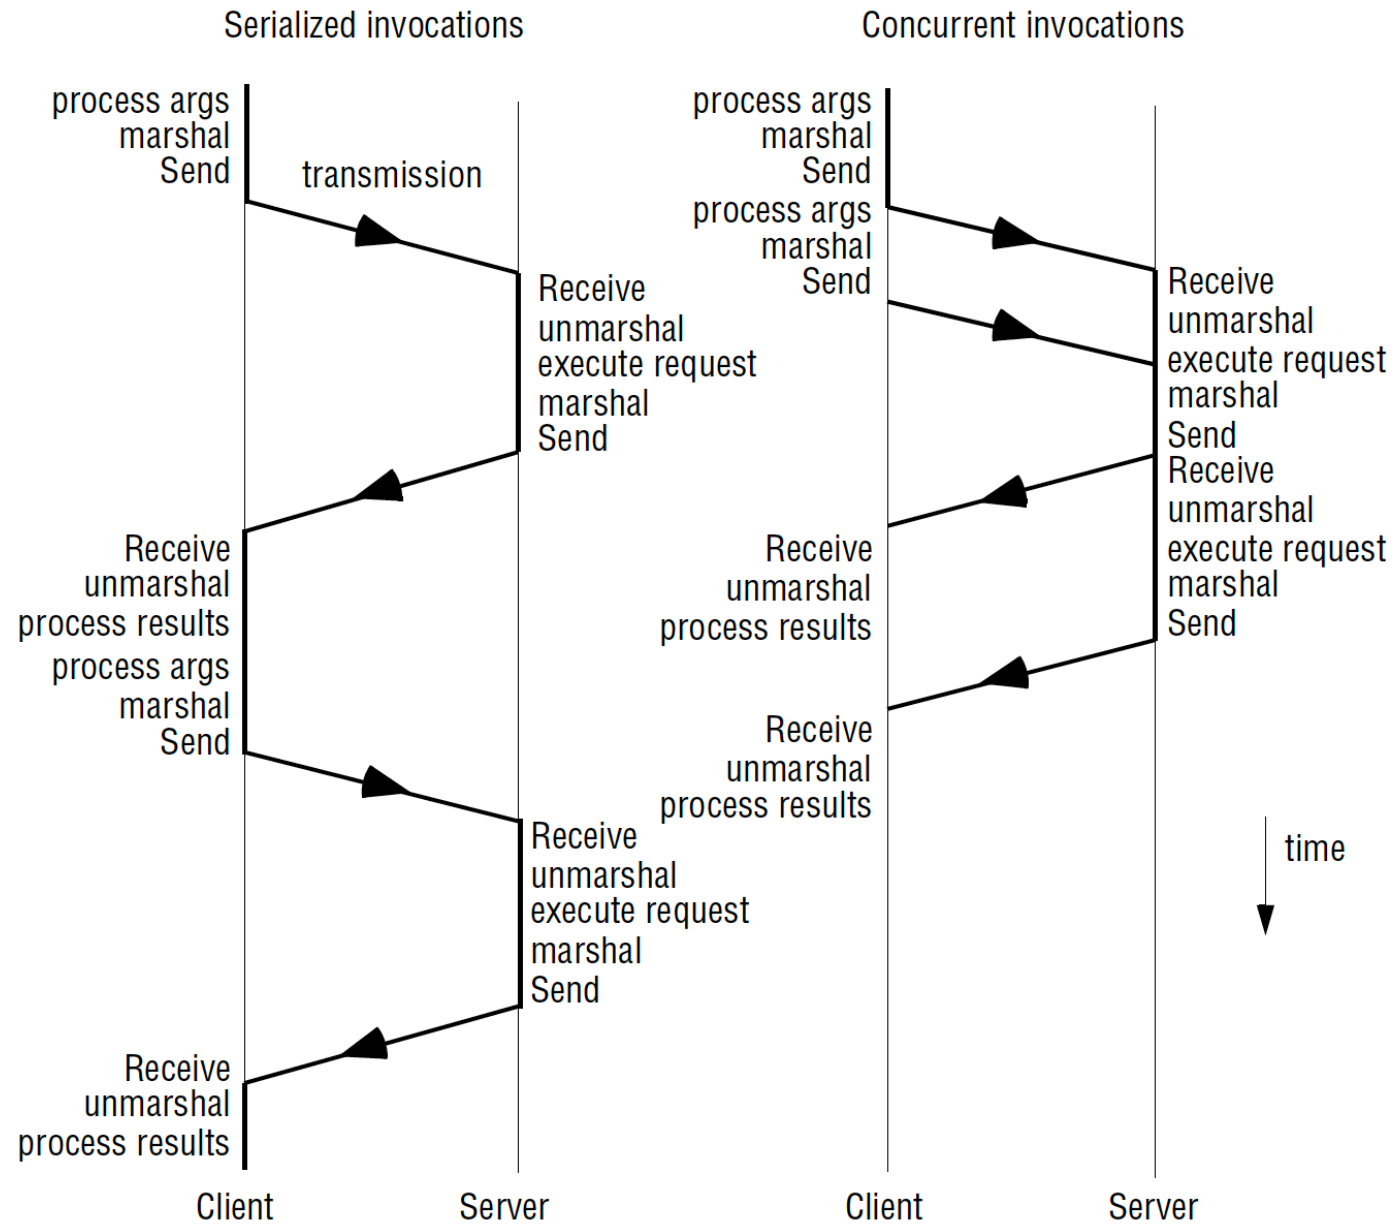 Serialized invocations
process args
marshal
Send
transmission
Receive
unmarshal
execute request
marshal
Send
Receive
unmarshal
process results
process args
marshal
Send
Receive
unmarshal
execute request
marshal
Send
Receive
unmarshal
process results
Client
Server
Concurrent invocations
process args
marshal
Send
process args
marshal
Send
Receive
unmarshal
execute request
marshal
Send
Receive
unmarshal
execute request
marshal
Send
Receive
unmarshal
process results
Receive
unmarshal
process results
time
Client
Server